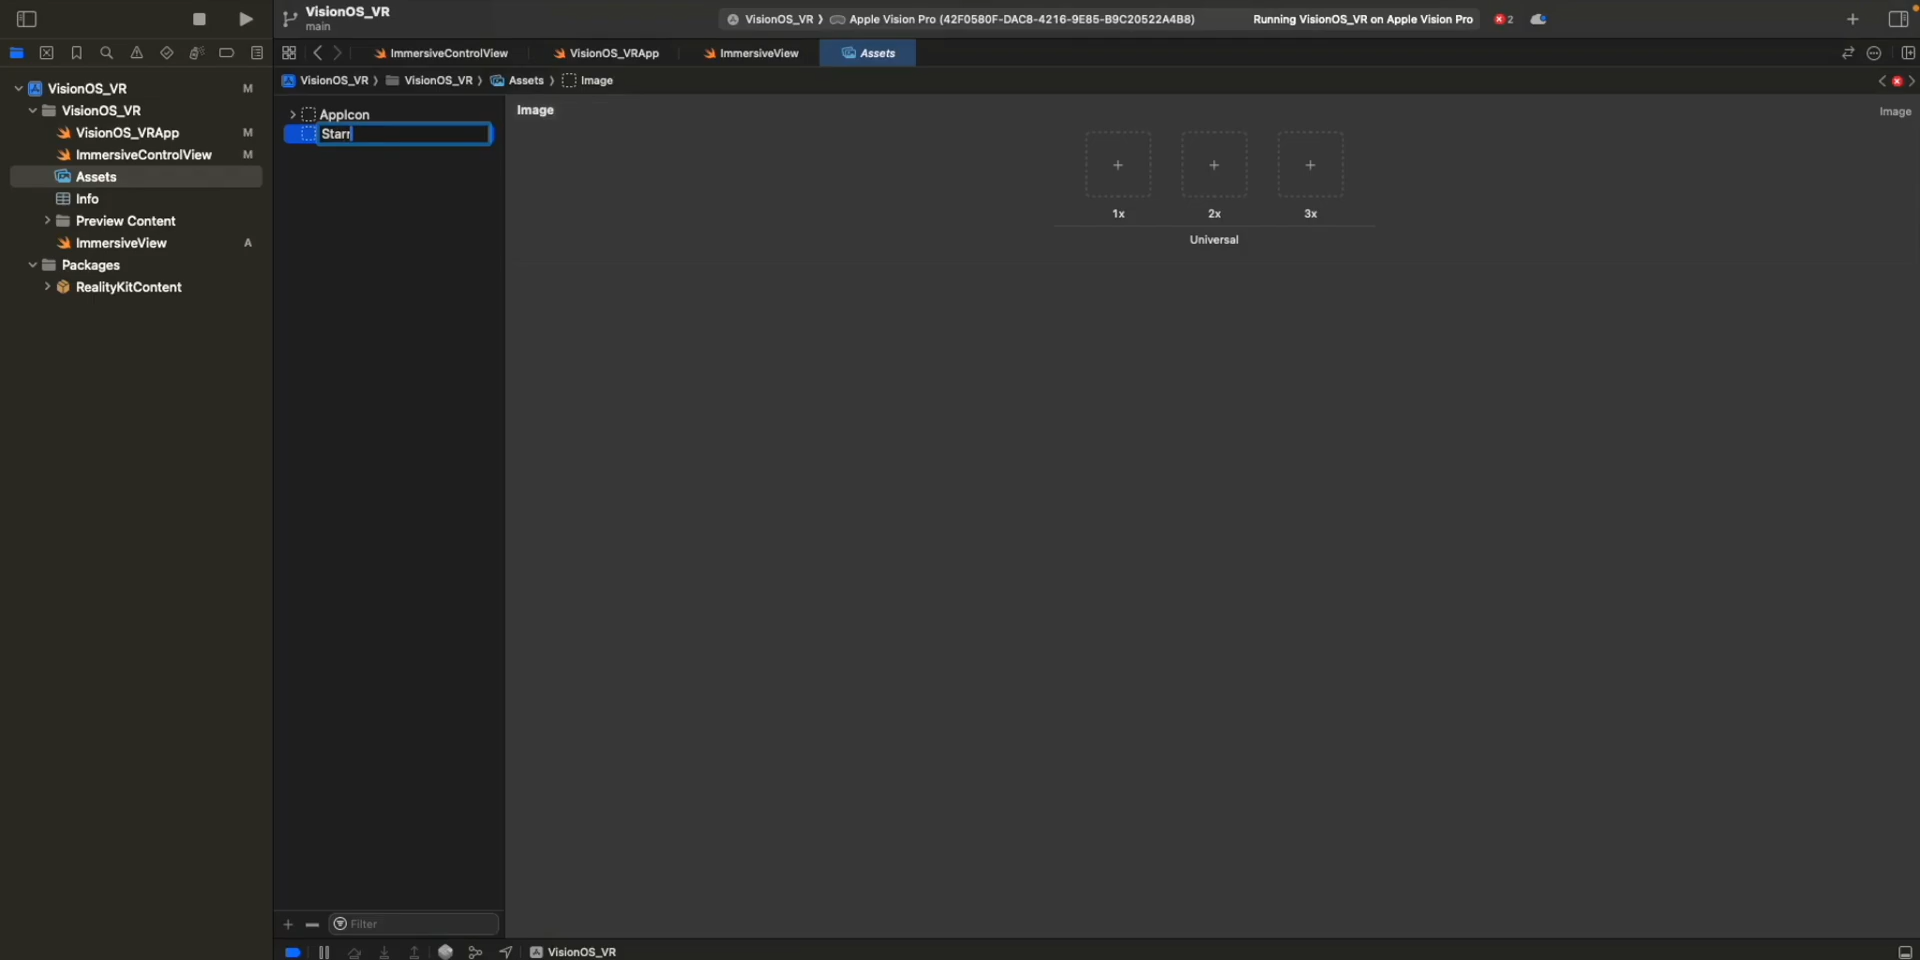 VisionOS_VR
main
VisionOS_VR ⟩ Apple Vision Pro (42F0580F-DAC8-4216-9E85-B9C20522A4B8)
Running VisionOS_VR on Apple Vision Pro
2
ImmersiveControlView
VisionOS_VRApp
ImmersiveView
Assets
VisionOS_VR ⟩ VisionOS_VR ⟩ Assets ⟩ Image
VisionOS_VR M
VisionOS_VR
VisionOS_VRApp M
ImmersiveControlView M
Assets
Info
Preview Content
ImmersiveView A
Packages
RealityKitContent
AppIcon
Starr
Image
Image
1x 2x 3x
Universal
Filter
VisionOS_VR